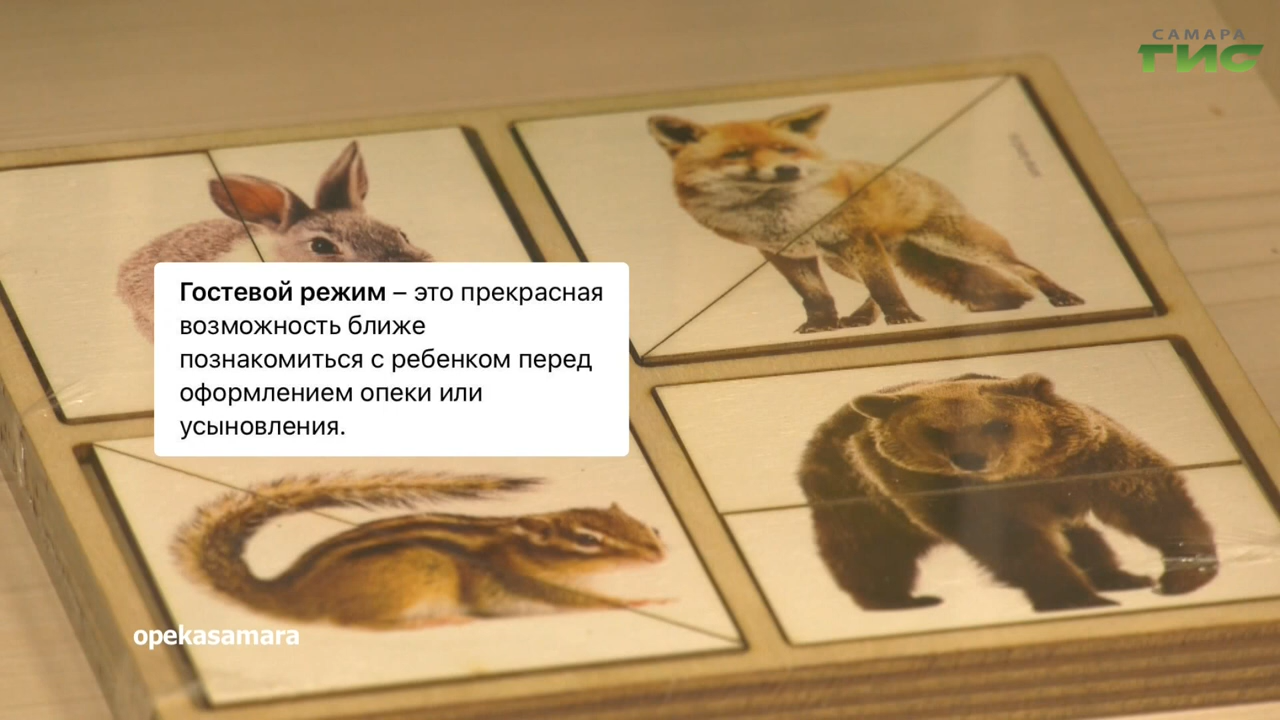 САМАРА
ГИС
Гостевой режим – это прекрасная
возможность ближе
познакомиться с ребенком перед
оформлением опеки или
усыновления.
opekasamara